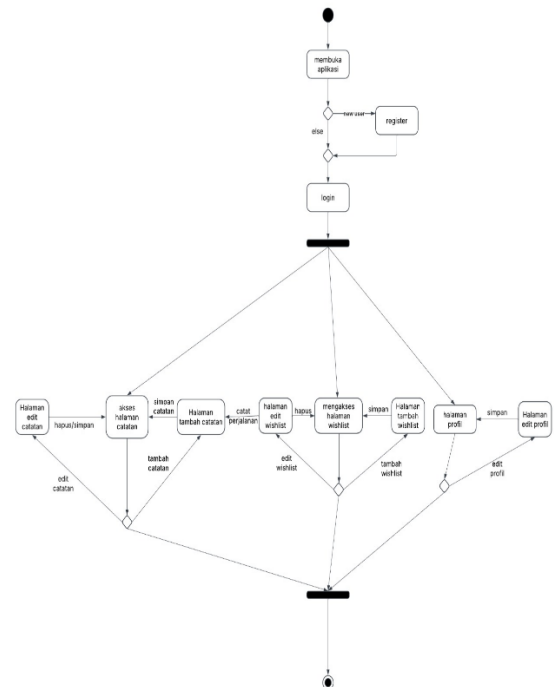 membuka
aplikasi
new user
register
else
login
Halaman
edit
catatan
hapus/simpan
akses
halaman
catatan
simpan
catatan
Halaman
tambah catatan
catat
perjalanan
halaman
edit
wishlist
hapus
mengakses
halaman
wishlist
simpan
Halaman
tambah
wishlist
halaman
profil
simpan
Halaman
edit profil
edit
catatan
tambah
catatan
edit
wishlist
tambah
wishlist
edit
profil